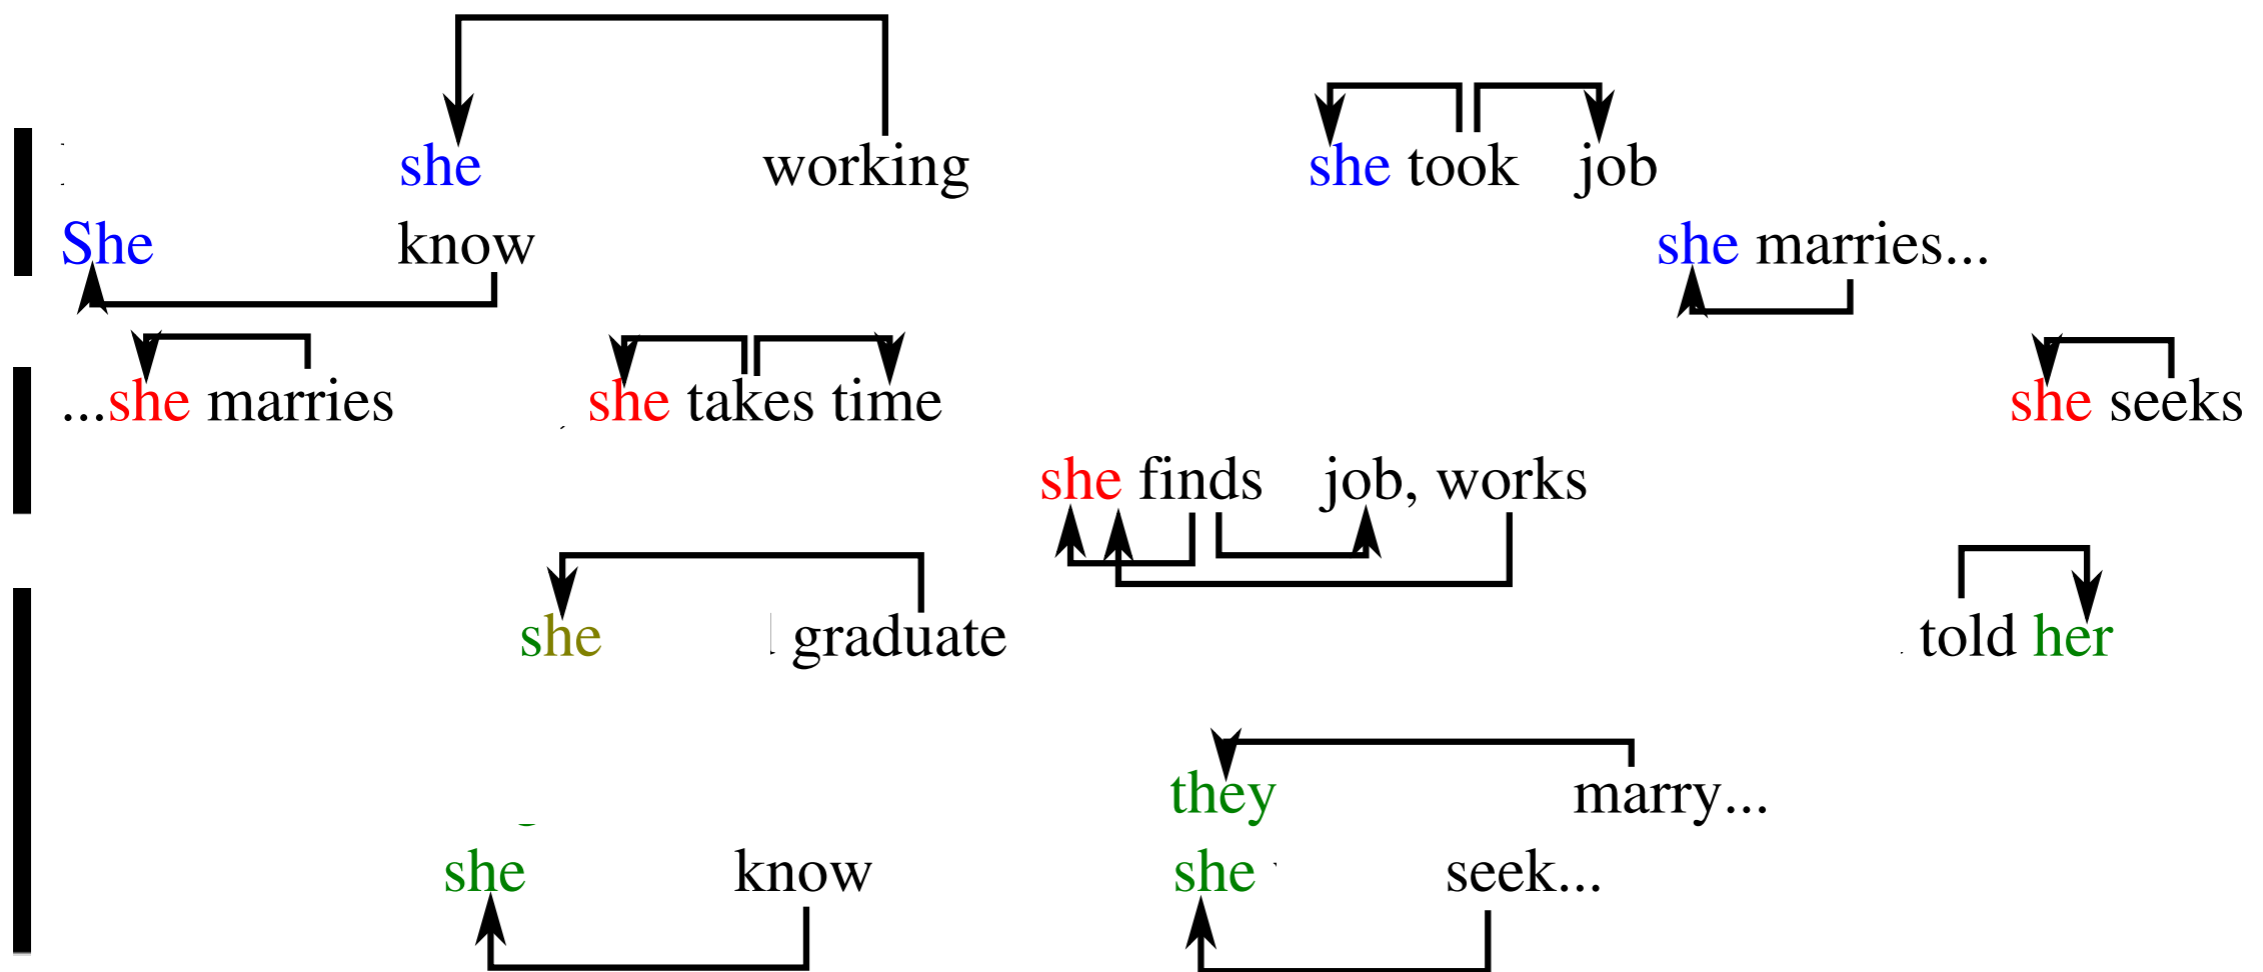 she working she took job
She know she marries...
...she marries she takes time she seeks
she finds job, works
she graduate told her
they marry...
she know she seek...